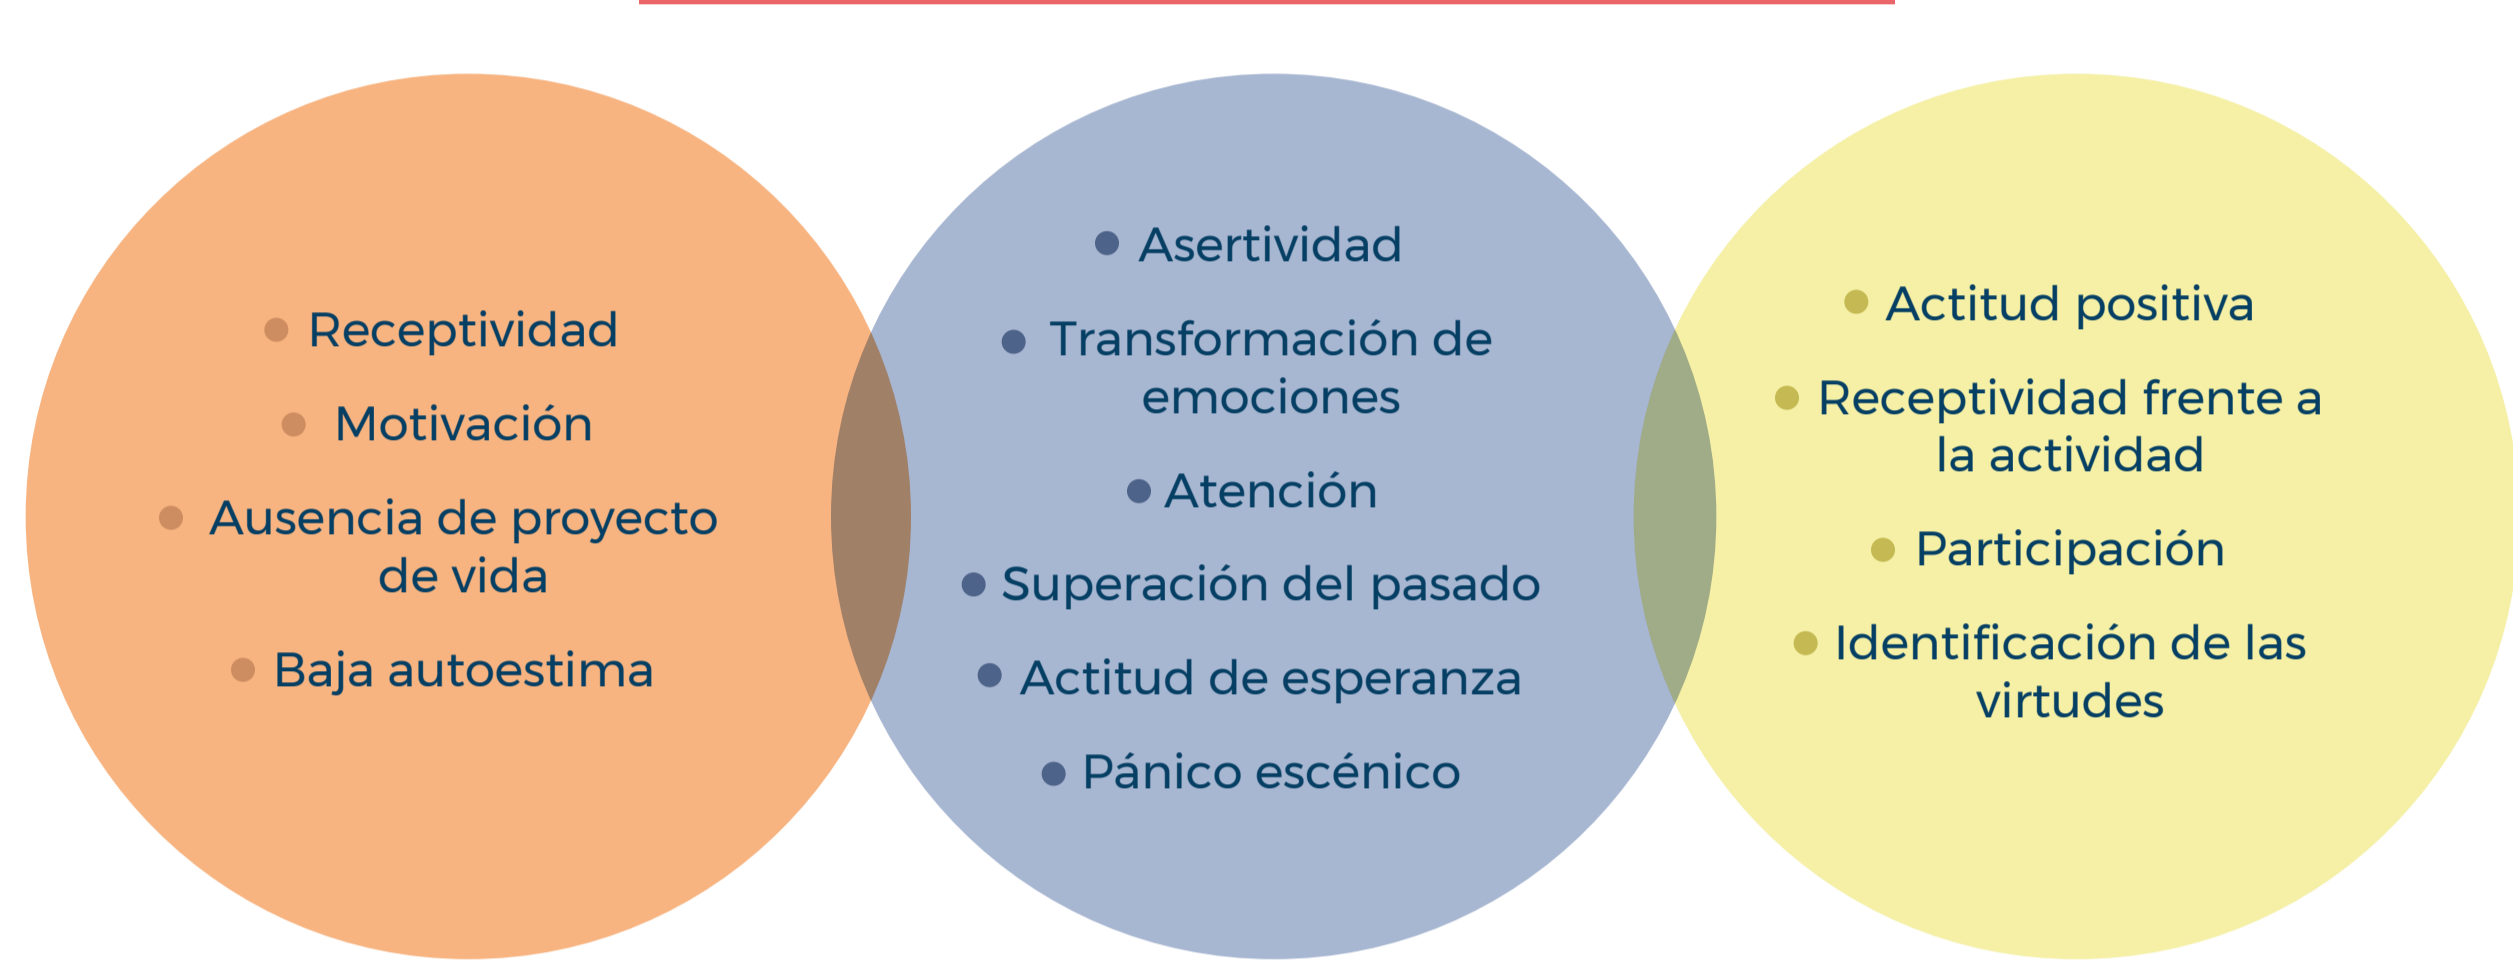 Receptividad
Motivación
Ausencia de proyecto
de vida
Baja autoestima
Asertividad
Transformación de
emociones
Atención
Superación del pasado
Actitud de esperanza
Pánico escénico
Actitud positiva
Receptividad frente a
la actividad
Participación
Identificación de las
virtudes